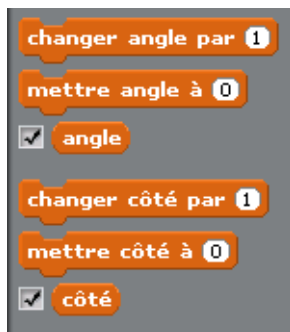 changer angle par 1
mettre angle à 0
angle
changer côté par 1
mettre côté à 0
côté